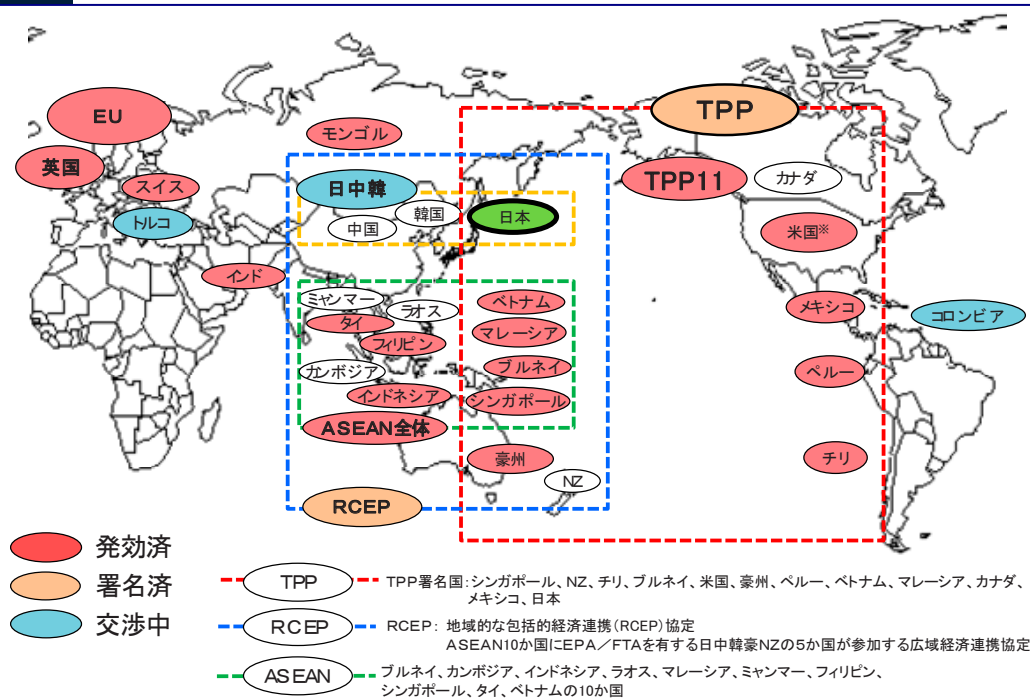 EU
英国
スイス
トルコ
インド
モンゴル
日中韓
韓国
中国
日本
ミャンマー
ラオス
タイ
フィリピン
カンボジア
インドネシア
ASEAN全体
ベトナム
マレーシア
ブルネイ
シンガポール
豪州
NZ
RCEP
TPP
TPP11
カナダ
米国※
メキシコ
コロンビア
ペルー
チリ
発効済
署名済
交渉中
TPP
TPP署名国:シンガポール、NZ、チリ、ブルネイ、米国、豪州、ペルー、ベトナム、マレーシア、カナダ、
メキシコ、日本
RCEP
RCEP: 地域的な包括的経済連携(RCEP)協定
ASEAN10か国にEPA/FTAを有する日中韓豪NZの5か国が参加する広域経済連携協定
ASEAN
ブルネイ、カンボジア、インドネシア、ラオス、マレーシア、ミャンマー、フィリピン、
シンガポール、タイ、ベトナムの10か国